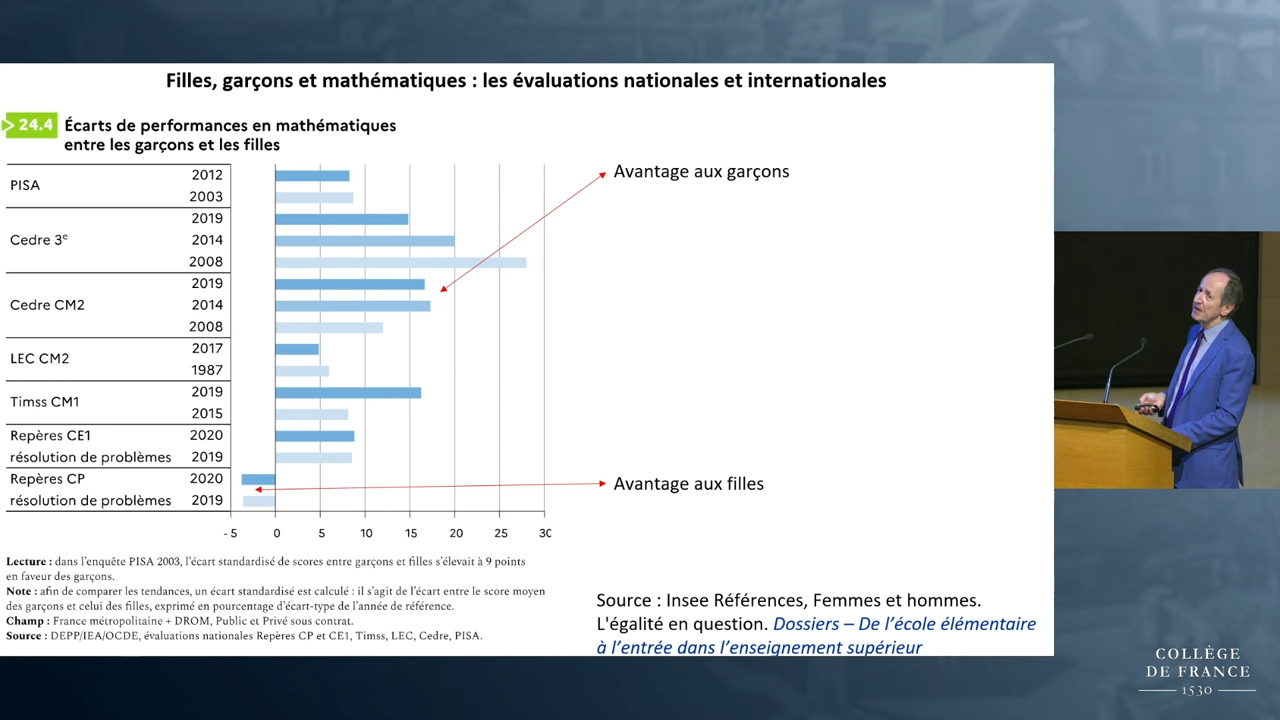 Filles, garçons et mathématiques : les évaluations nationales et internationales
> 24.4 Écarts de performances en mathématiques
entre les garçons et les filles
PISA 2012
2003
Cedre 3e 2019
2014
2008
Cedre CM2 2019
2014
2008
LEC CM2 2017
1987
Timss CM1 2019
2015
Repères CE1 2020
résolution de problèmes 2019
Repères CP 2020
résolution de problèmes 2019
- 5 0 5 10 15 20 25 30
Avantage aux garçons
Avantage aux filles
Lecture : dans l'enquête PISA 2003, l'écart standardisé de scores entre garçons et filles s'élevait à 9 points
en faveur des garçons.
Note : afin de comparer les tendances, un écart standardisé est calculé : il s'agit de l'écart entre le score moyen
des garçons et celui des filles, exprimé en pourcentage d'écart-type de l'année de référence.
Champ : France métropolitaine + DROM, Public et Privé sous contrat.
Source : DEPP/IEA/OCDE, évaluations nationales Repères CP et CE1, Timss, LEC, Cedre, PISA.
Source : Insee Références, Femmes et hommes.
L'égalité en question. Dossiers – De l'école élémentaire
à l'entrée dans l'enseignement supérieur
COLLÈGE
DE FRANCE
1530